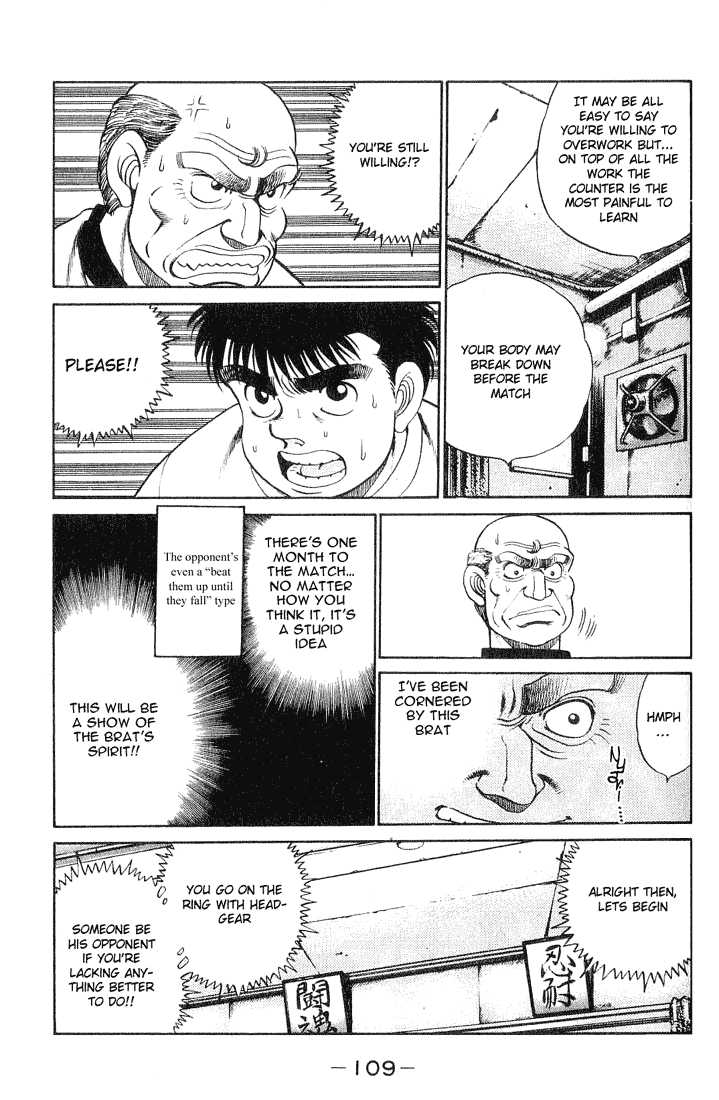 IT MAY BE ALL
EASY TO SAY
YOU'RE WILLING TO
OVERWORK BUT...
ON TOP OF ALL THE
WORK THE
COUNTER IS THE
MOST PAINFUL TO
LEARN
YOUR BODY MAY
BREAK DOWN
BEFORE THE
MATCH
YOU'RE STILL
WILLING!?
PLEASE!!
THERE'S ONE
MONTH TO
THE MATCH...
NO MATTER
HOW YOU
THINK IT, IT'S
A STUPID
IDEA
The opponent's
even a "beat
them up until
they fall" type
THIS WILL BE
A SHOW OF
THE BRAT'S
SPIRIT!!
HMPH
...
I'VE BEEN
CORNERED
BY THIS
BRAT
ALRIGHT THEN,
LETS BEGIN
YOU GO ON THE
RING WITH HEAD-
GEAR
SOMEONE BE
HIS OPPONENT
IF YOU'RE
LACKING ANY-
THING BETTER
TO DO!!
忍耐
闘魂
-109-